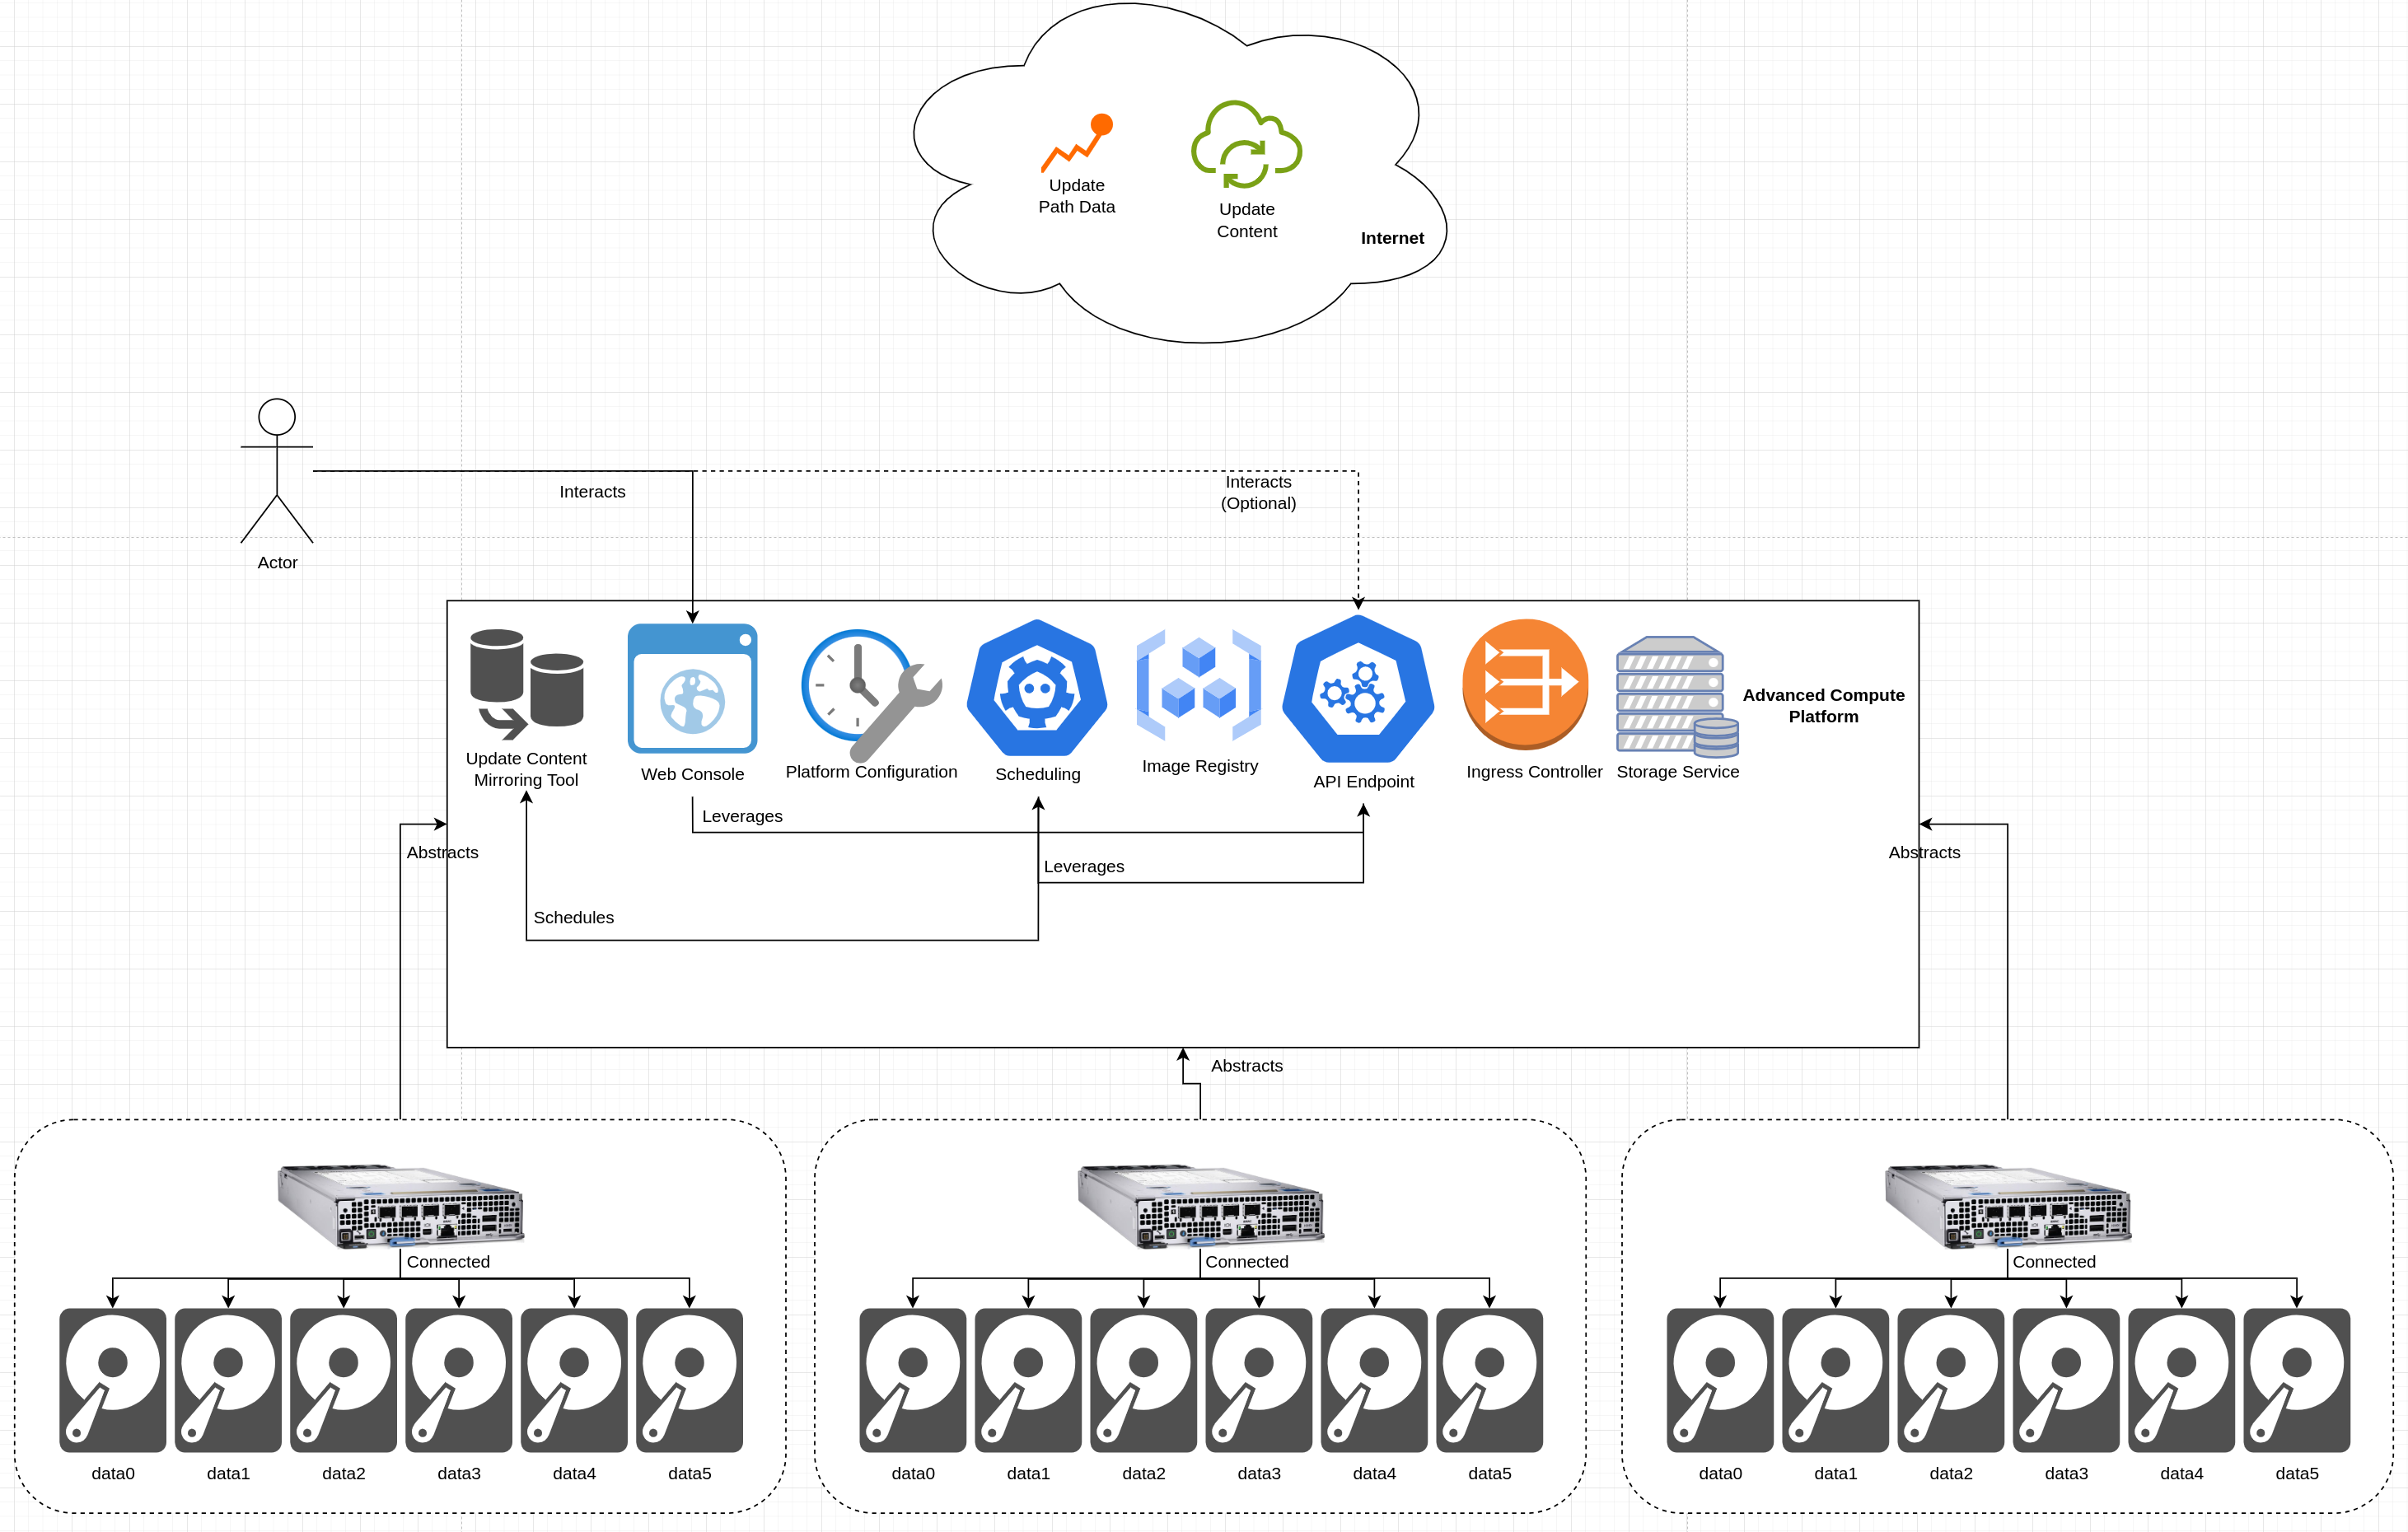 Update
Path Data
Update
Content
Internet
Interacts
Interacts
(Optional)
Actor
Advanced Compute
Platform
Update Content
Mirroring Tool
Web Console
Platform Configuration
Scheduling
Image Registry
API Endpoint
Ingress Controller
Storage Service
Leverages
Abstracts
Leverages
Abstracts
Schedules
Abstracts
Connected
Connected
Connected
data0
data1
data2
data3
data4
data5
data0
data1
data2
data3
data4
data5
data0
data1
data2
data3
data4
data5